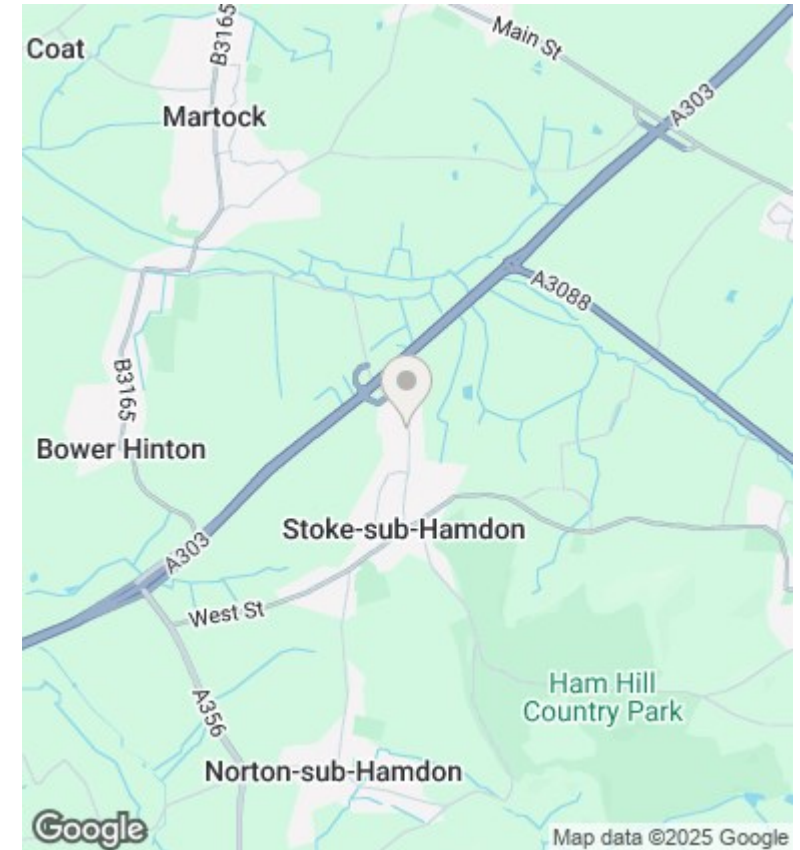 Coat
B3165
Main St
A303
Martock
A3088
B3165
Bower Hinton
Stoke-sub-Hamdon
A303
West St
A356
Ham Hill
Country Park
Norton-sub-Hamdon
Google
Map data ©2025 Google